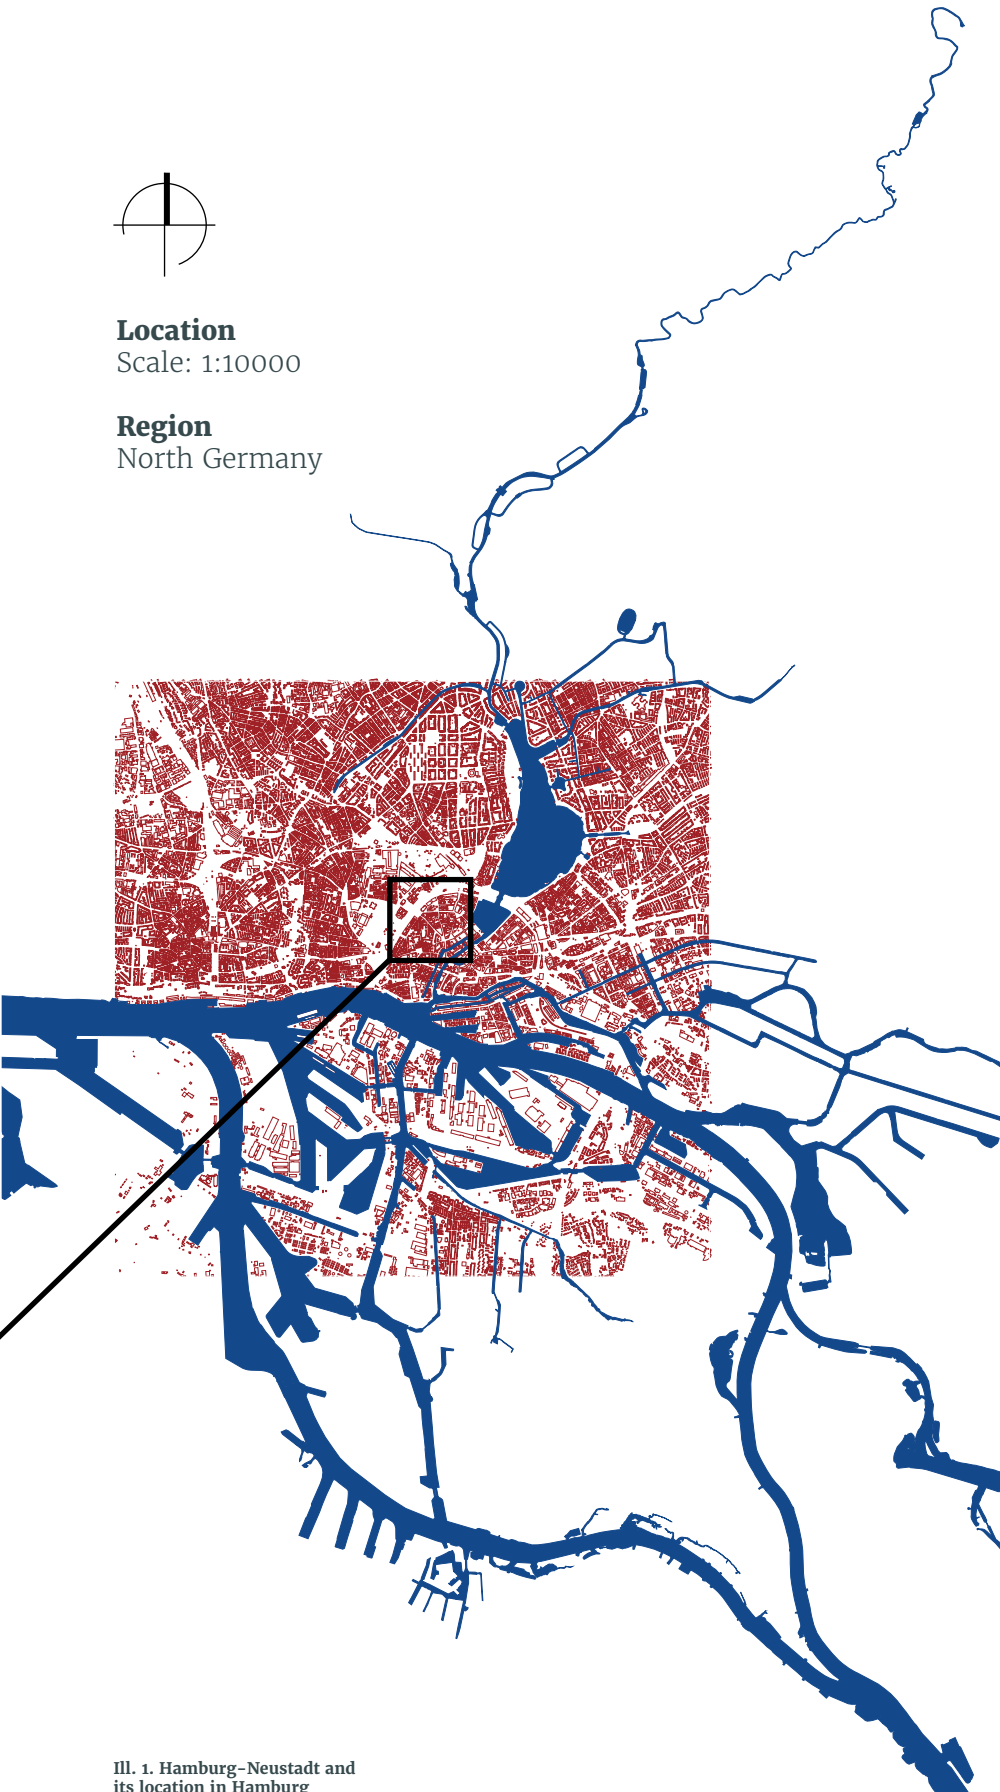 Location
Scale: 1:10000
Region
North Germany
Ill. 1. Hamburg-Neustadt and
its location in Hamburg